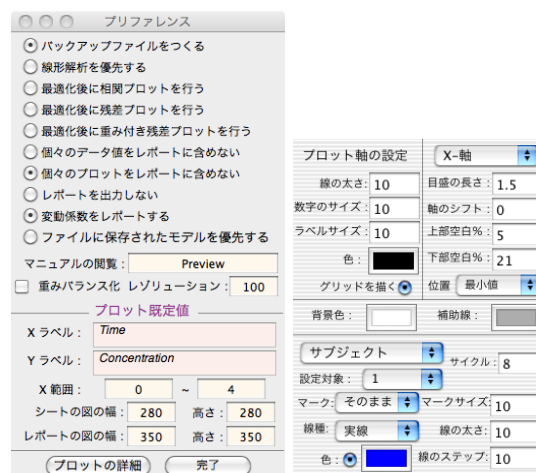 プリファレンス
バックアップファイルをつくる
線形解析を優先する
最適化後に相関プロットを行う
最適化後に残差プロットを行う
最適化後に重み付き残差プロットを行う
個々のデータ値をレポートに含めない
個々のプロットをレポートに含めない
レポートを出力しない
変動係数をレポートする
ファイルに保存されたモデルを優先する
マニュアルの閲覧： Preview
重みバランス化 レゾリューション： 100
プロット既定値
X ラベル： Time
Y ラベル： Concentration
X 範囲： 0 ~ 4
シートの図の幅： 280 高さ： 280
レポートの図の幅： 350 高さ： 350
プロットの詳細 完了
プロット軸の設定 X-軸
線の太さ: 10 目盛の長さ： 1.5
数字のサイズ： 10 軸のシフト： 0
ラベルサイズ： 10 上部空白%： 5
色： 下部空白%： 21
グリッドを描く 位置 最小値
背景色： 補助線：
サブジェクト サイクル： 8
設定対象： 1
マーク: そのまま マークサイズ: 10
線種: 実線 線の太さ: 10
色： 線のステップ: 10